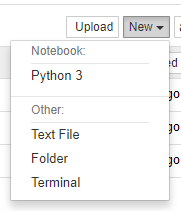 Upload New
Notebook:
Python 3
Other:
Text File
Folder
Terminal